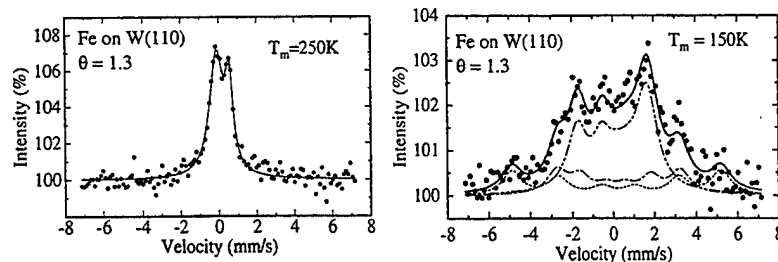 Fe on W(110)
θ = 1.3
Tm=250K
Intensity (%)
108
106
104
102
100
-8 -6 -4 -2 0 2 4 6 8
Velocity (mm/s)
Fe on W(110)
θ = 1.3
Tm = 150K
Intensity (%)
104
103
102
101
100
-8 -6 -4 -2 0 2 4 6 8
Velocity (mm/s)